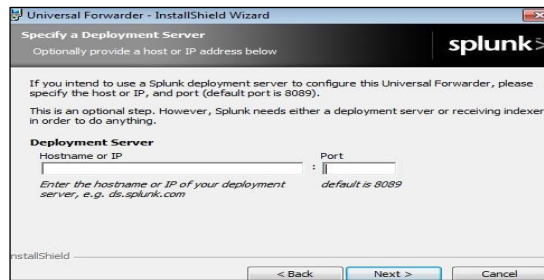 Universal Forwarder - InstallShield Wizard
Specify a Deployment Server
Optionally provide a host or IP address below
splunk>
If you intend to use a Splunk deployment server to configure this Universal Forwarder, please
specify the host or IP, and port (default port is 8089).
This is an optional step. However, Splunk needs either a deployment server or receiving indexer
in order to do anything.
Deployment Server
Hostname or IP
Port
:
Enter the hostname or IP of your deployment
server, e.g. ds.splunk.com
default is 8089
nstallShield
< Back
Next >
Cancel